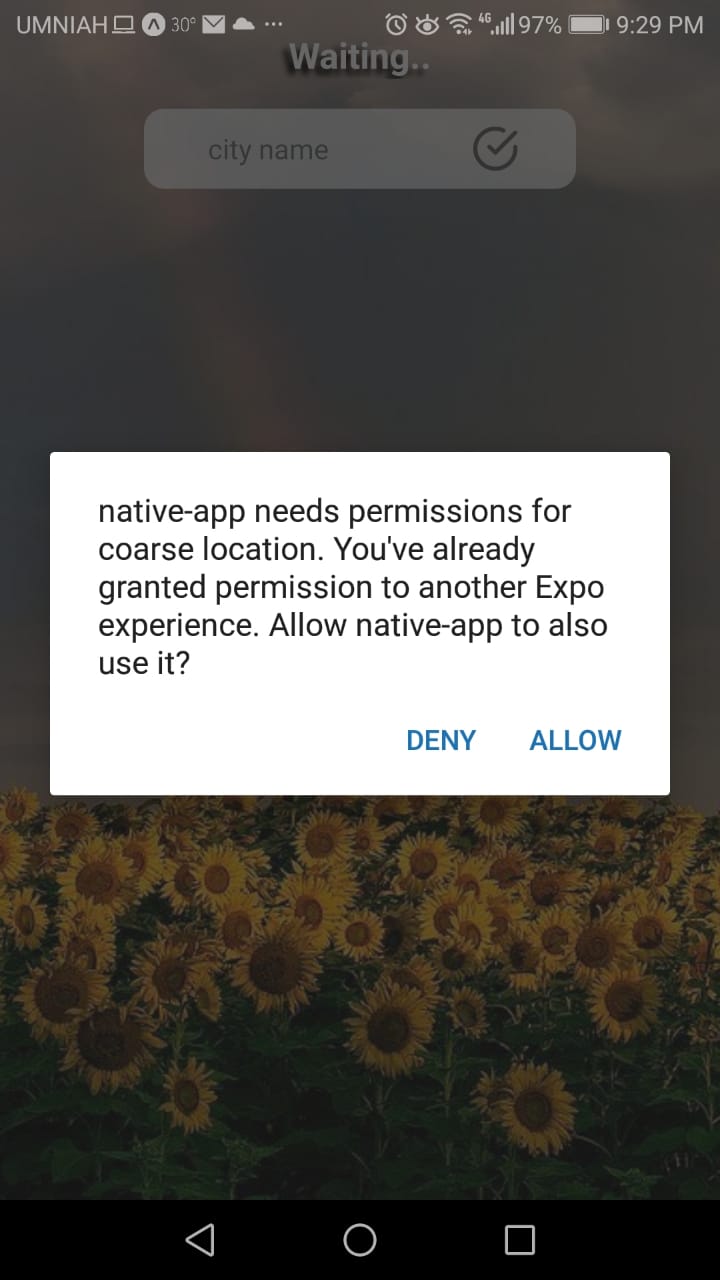 UMNIAH 30° 4G 97% 9:29 PM
Waiting..
city name
native-app needs permissions for
coarse location. You've already
granted permission to another Expo
experience. Allow native-app to also
use it?
DENY ALLOW